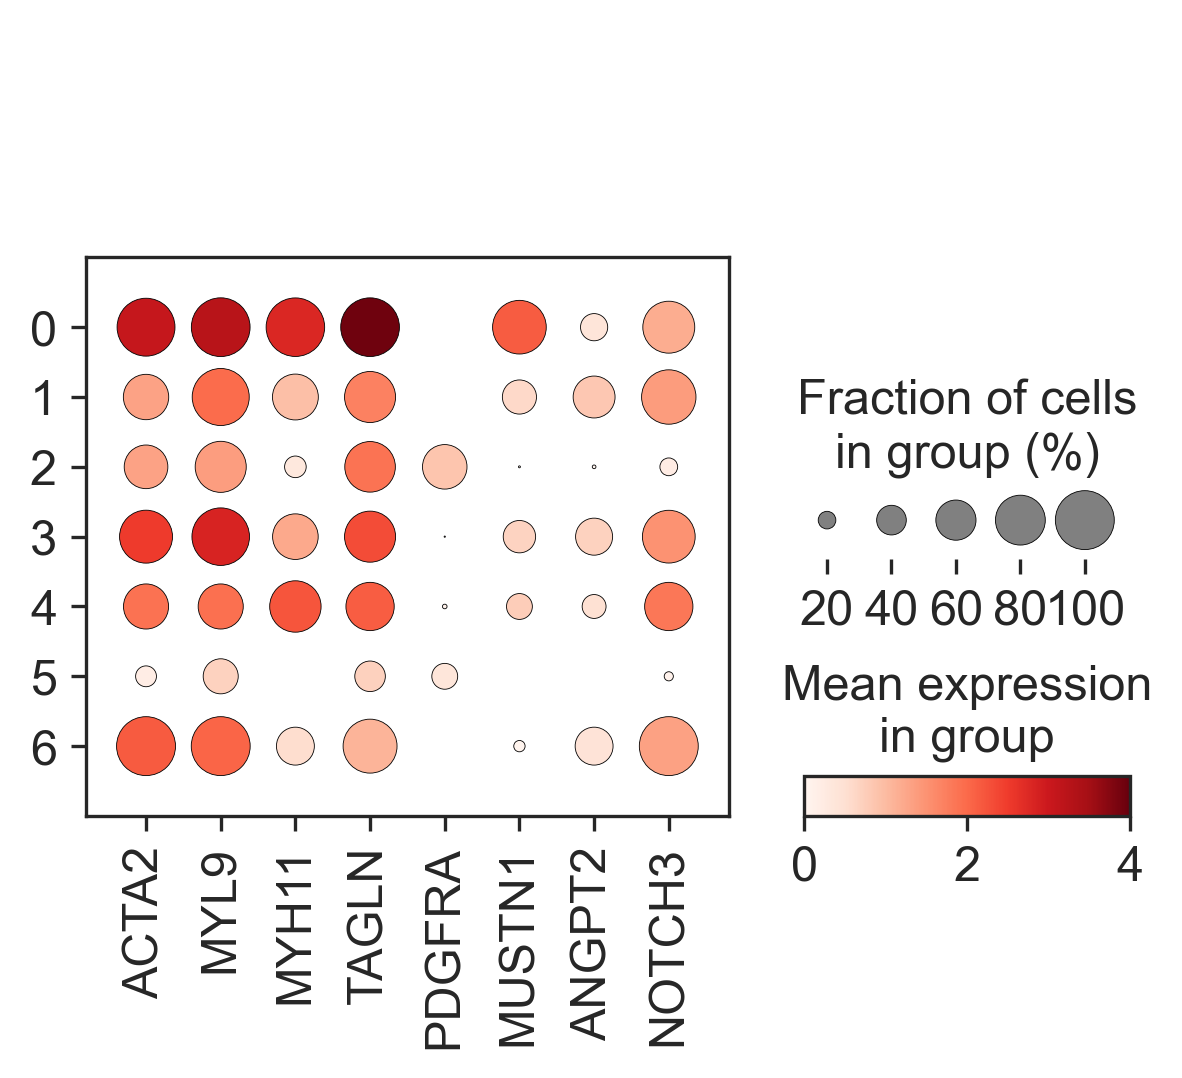 0
1
2
3
4
5
6
ACTA2
MYL9
MYH11
TAGLN
PDGFRA
MUSTN1
ANGPT2
NOTCH3
Fraction of cells
in group (%)
20 40 60 80 100
Mean expression
in group
0 2 4